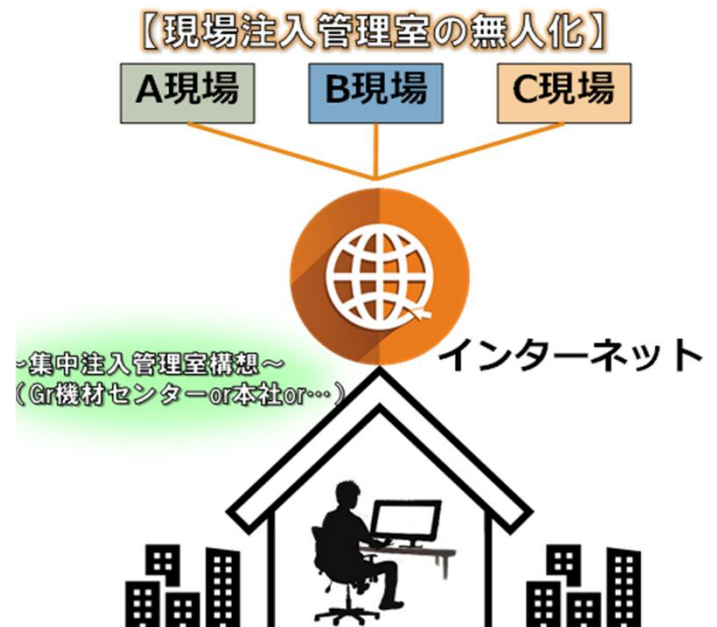 【現場注入管理室の無人化】
A現場 B現場 C現場
インターネット
～集中注入管理室構想～
（Gr機材センターor本社or…）